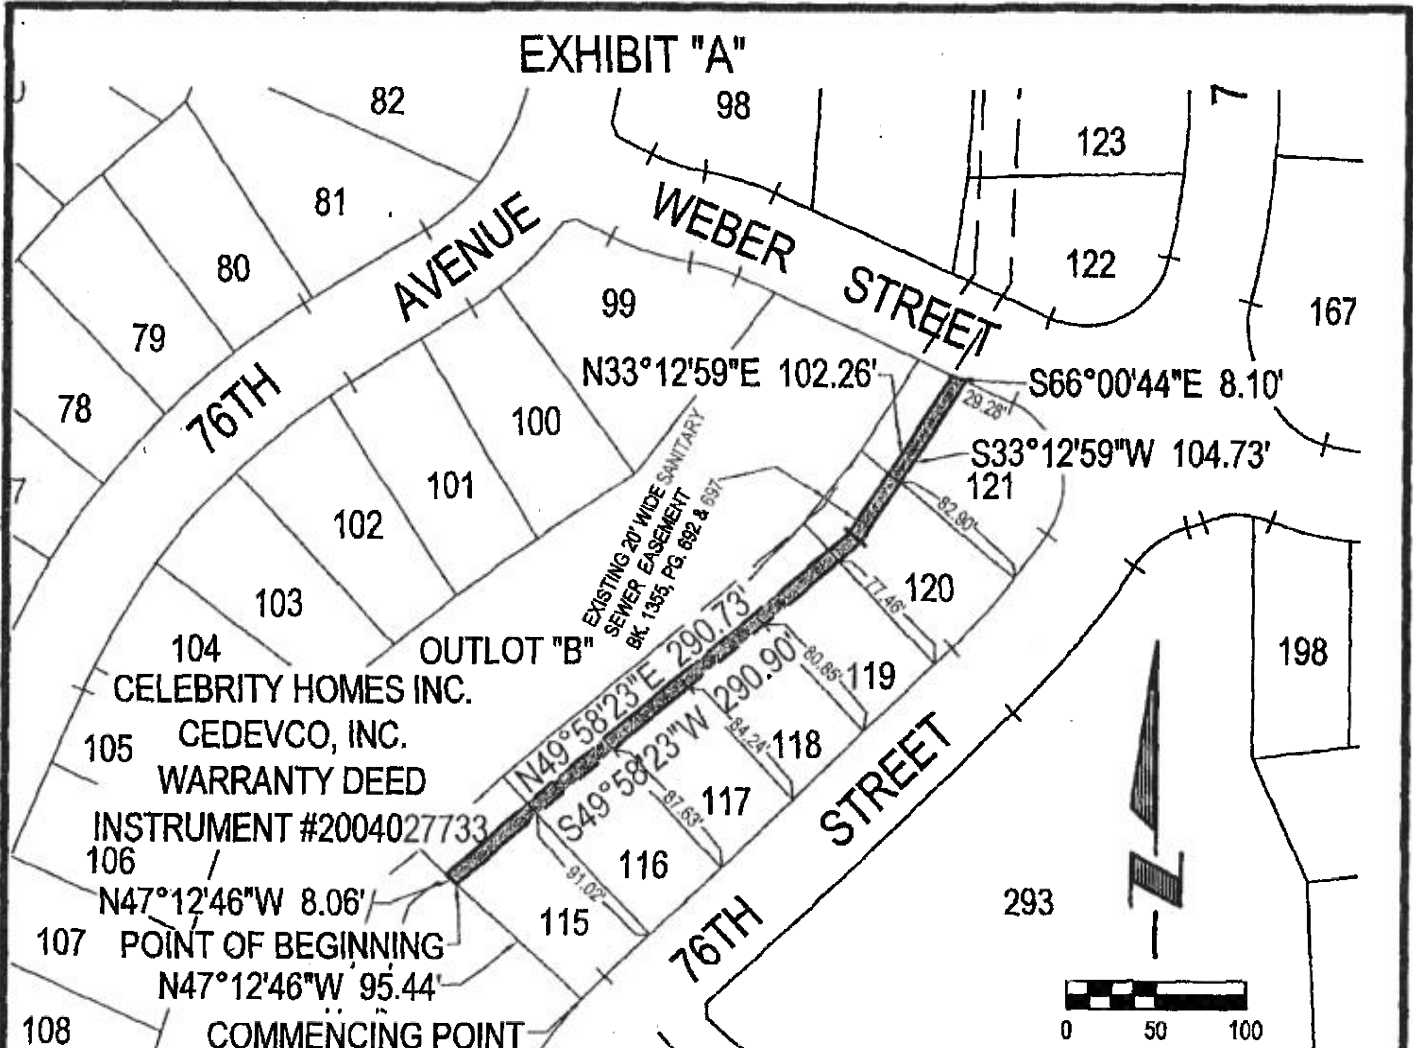 EXHIBIT "A"
82
98
123
81
80
79
78
AVENUE
76TH
WEBER
STREET
99
122
167
N33°12'59"E 102.26'
S66°00'44"E 8.10'
29.28'
S33°12'59"W 104.73'
121
100
101
102
103
104
EXISTING 20' WIDE SANITARY
SEWER EASEMENT
BK. 1355, PG. 692 & 697
82.90'
120
77.46'
OUTLOT "B"
N49°58'23"E 290.73'
S49°58'23"W 290.90'
80.85'
119
198
CELEBRITY HOMES INC.
CEDEVCO, INC.
WARRANTY DEED
INSTRUMENT #2004027733
105
106
84.24'
118
87.63'
117
91.02'
116
115
STREET
76TH
293
N47°12'46"W 8.06'
107
POINT OF BEGINNING
N47°12'46"W 95.44'
108
COMMENCING POINT
0 50 100